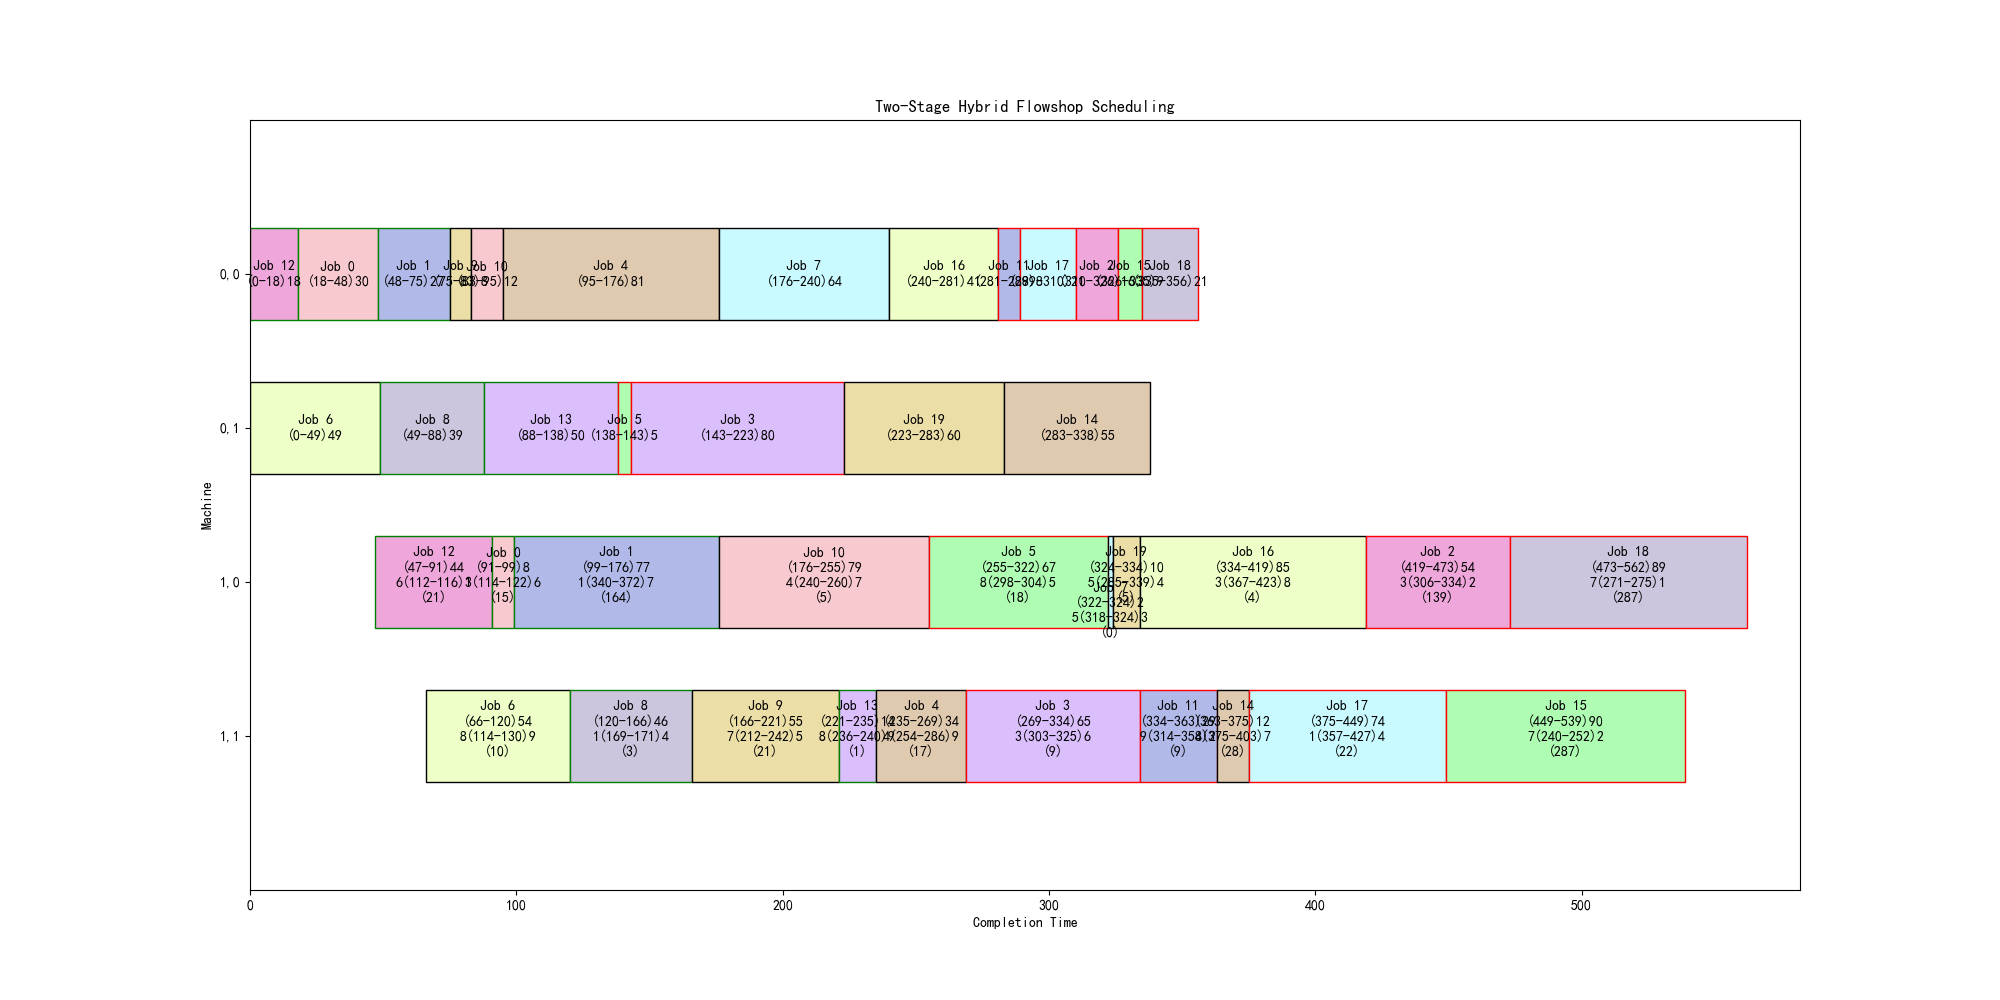 Two-Stage Hybrid Flowshop Scheduling
0,0
Job 12
(0-18)18
Job 0
(18-48)30
Job 1
(48-75)27
Job 9
(75-83)8
Job 10
(83-95)12
Job 4
(95-176)81
Job 7
(176-240)64
Job 16
(240-281)41
Job 11
(281-289)8
Job 17
(289-310)21
Job 2
(310-326)16
Job 15
(326-335)9
Job 18
(335-356)21
0,1
Job 6
(0-49)49
Job 8
(49-88)39
Job 13
(88-138)50
Job 5
(138-143)5
Job 3
(143-223)80
Job 19
(223-283)60
Job 14
(283-338)55
Machine
1,0
Job 12
(47-91)44
6(112-116)3
(21)
Job 0
(91-99)8
(114-122)6
(15)
Job 1
(99-176)77
1(340-372)7
(164)
Job 10
(176-255)79
4(240-260)7
(5)
Job 5
(255-322)67
8(298-304)5
(18)
Job 7
(322-324)2
5(318-324)3
(0)
Job 19
(324-334)10
5(285-339)4
(5)
Job 16
(334-419)85
3(367-423)8
(4)
Job 2
(419-473)54
3(306-334)2
(139)
Job 18
(473-562)89
7(271-275)1
(287)
1,1
Job 6
(66-120)54
8(114-130)9
(10)
Job 8
(120-166)46
1(169-171)4
(3)
Job 9
(166-221)55
7(212-242)5
(21)
Job 13
(221-235)14
8(236-240)4
(1)
Job 4
(235-269)34
(254-286)9
(17)
Job 3
(269-334)65
3(303-325)6
(9)
Job 11
(334-363)29
9(314-354)
(9)
Job 14
(363-375)12
(375-403)7
(28)
Job 17
(375-449)74
1(357-427)4
(22)
Job 15
(449-539)90
7(240-252)2
(287)
0
100
200
300
400
500
Completion Time